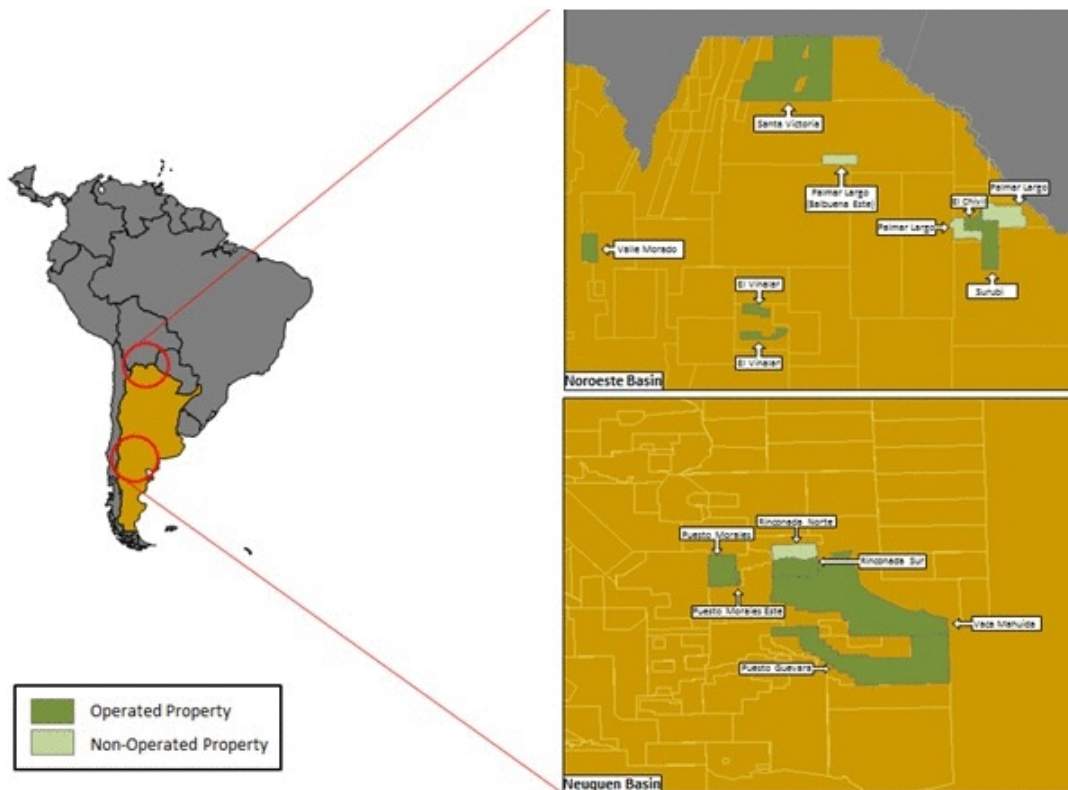 Santa Victoria
Palmar Largo
(Balbuena Este)
Palmar Largo
El Chivil
Palmar Largo
Valle Morado
Surubi
El Vinalar
El Vinalar
Noroeste Basin
Rinconada Norte
Puesto Morales
Rinconada Sur
Puesto Morales Este
Vaca Mahuida
Puesto Guevara
Operated Property
Non-Operated Property
Neuquen Basin